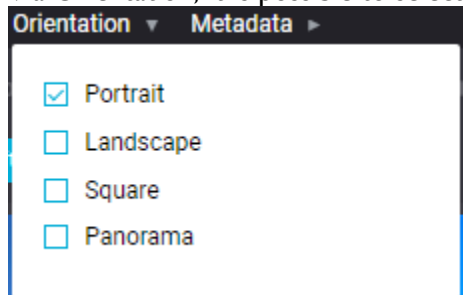 Orientation ▾ Metadata ▸
Portrait
Landscape
Square
Panorama